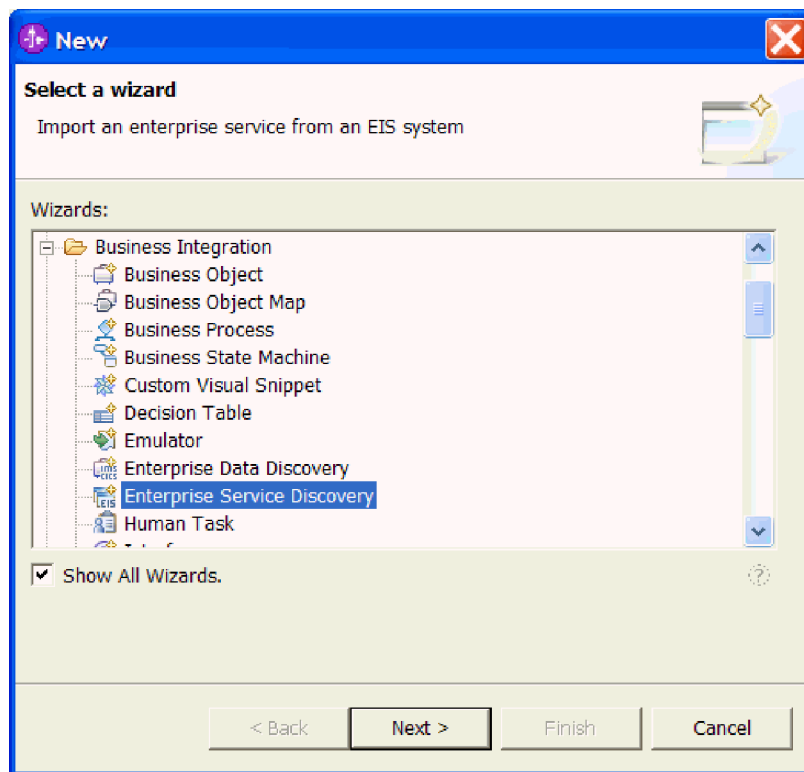 New
Select a wizard
Import an enterprise service from an EIS system
Wizards:
Business Integration
Business Object
Business Object Map
Business Process
Business State Machine
Custom Visual Snippet
Decision Table
Emulator
Enterprise Data Discovery
Enterprise Service Discovery
Human Task
Show All Wizards.
< Back
Next >
Finish
Cancel